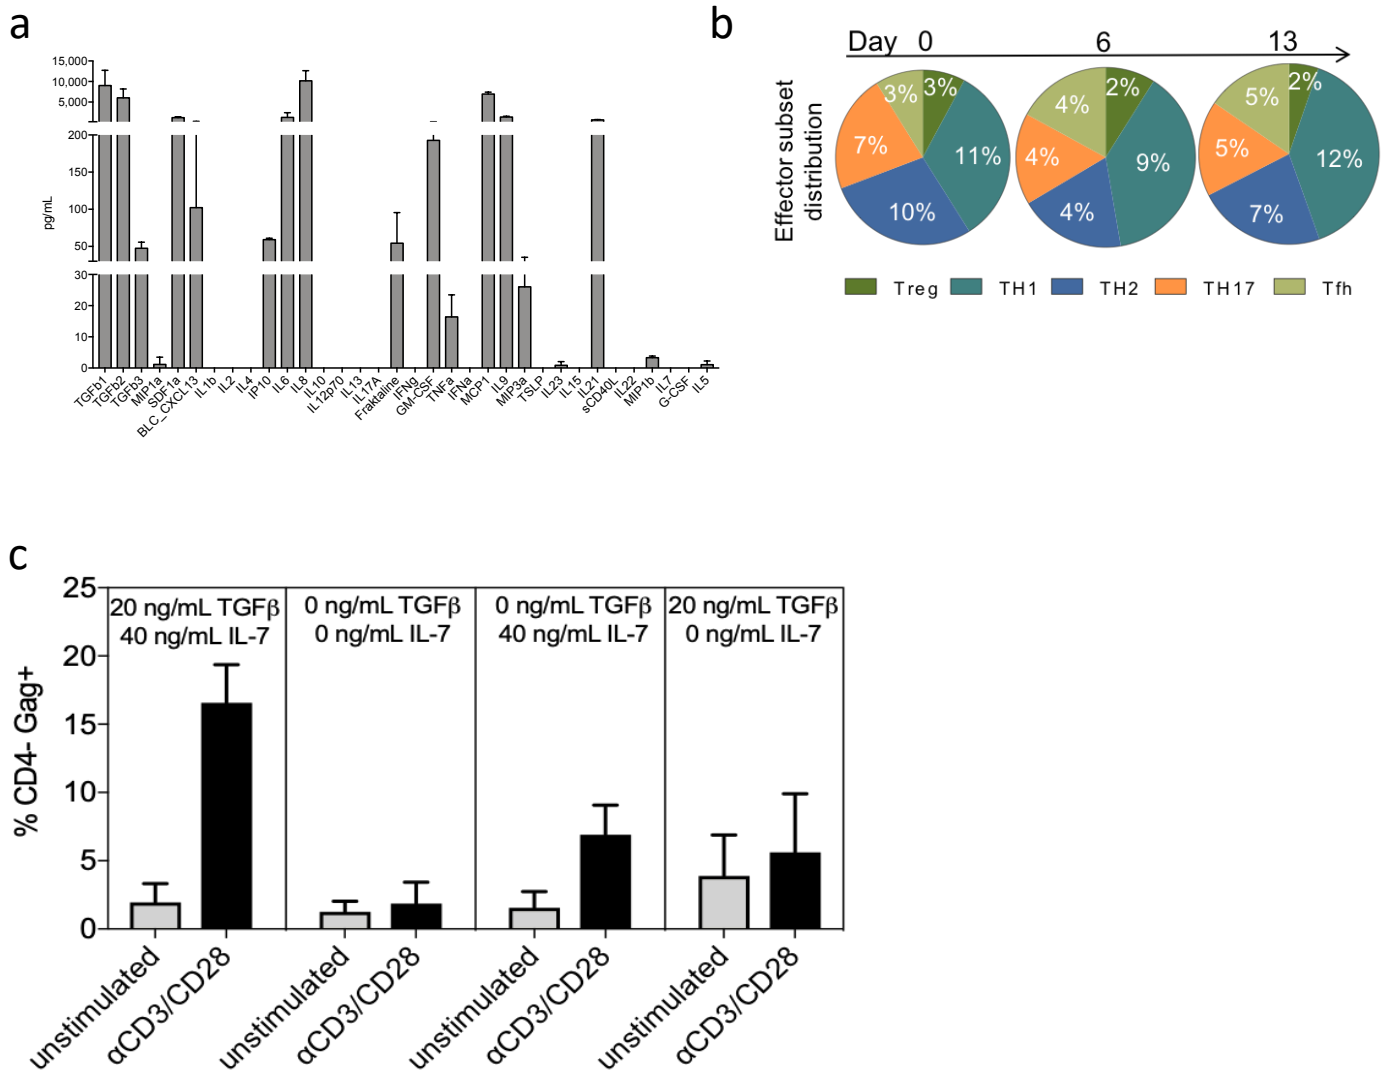 a
15,000
10,000
5,000
200
150
100
50
30
20
10
0
pg/mL
TGFb1
TGFb2
TGFb3
MIP1a
SDF1a
BLC_CXCL13
IL1b
IL2
IL4
IP10
IL6
IL8
IL10
IL12p70
IL13
IL17A
Fraktaline
IFNg
GM-CSF
TNFa
IFNa
MCP1
IL9
MIP3a
TSLP
IL23
IL15
IL21
sCD40L
IL22
MIP1b
IL7
G-CSF
IL5
b
Day 0 6 13
Effector subset
distribution
3% 3% 11% 10% 7%
4% 2% 9% 4% 4%
5% 2% 12% 7% 5%
Treg TH1 TH2 TH17 Tfh
c
25
20
15
10
5
0
% CD4- Gag+
20 ng/mL TGFβ
40 ng/mL IL-7
0 ng/mL TGFβ
0 ng/mL IL-7
0 ng/mL TGFβ
40 ng/mL IL-7
20 ng/mL TGFβ
0 ng/mL IL-7
unstimulated
αCD3/CD28
unstimulated
αCD3/CD28
unstimulated
αCD3/CD28
unstimulated
αCD3/CD28